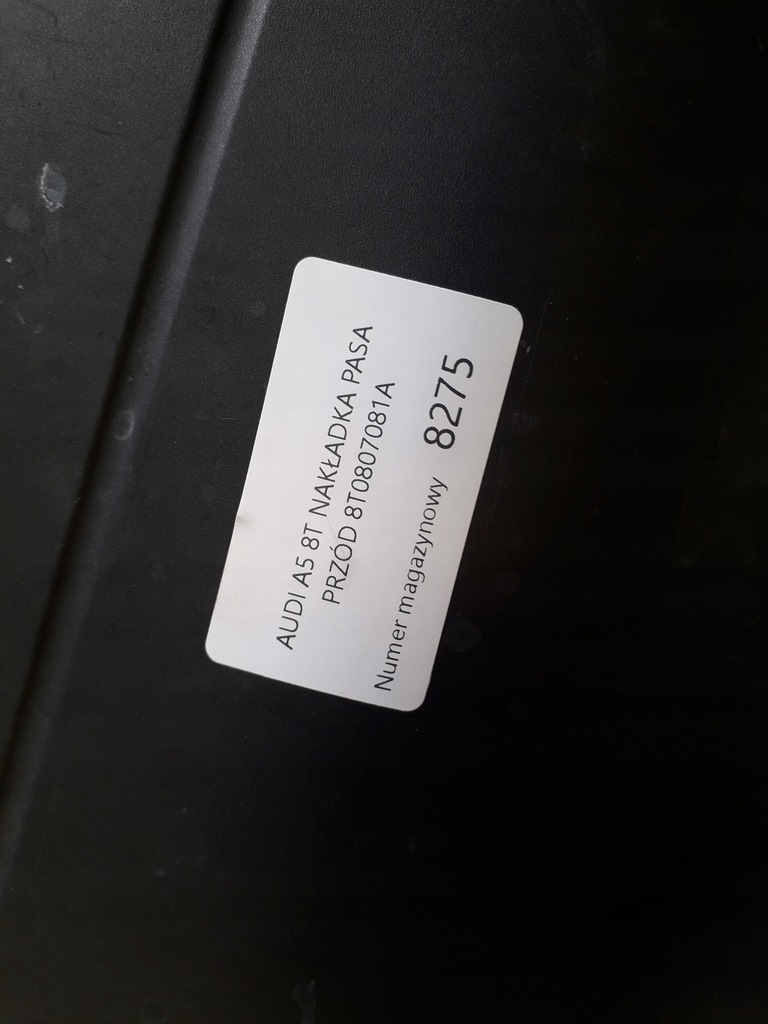 AUDI A5 8T NAKŁADKA PASA
PRZÓD 8T0807081A
Numer magazynowy 8275